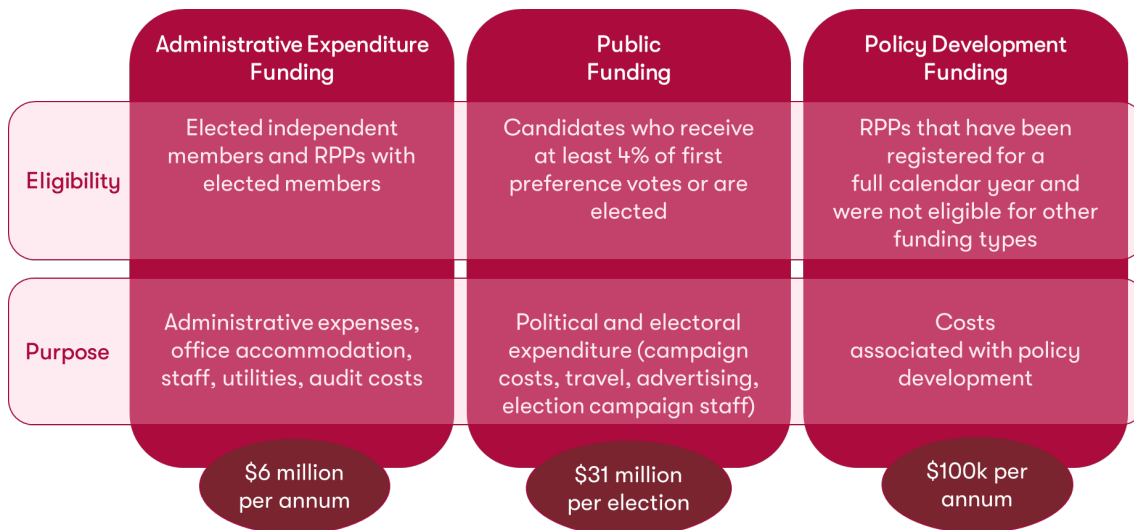 Administrative Expenditure
Funding
Public
Funding
Policy Development
Funding
Eligibility
Elected independent
members and RPPs with
elected members
Candidates who receive
at least 4% of first
preference votes or are
elected
RPPs that have been
registered for a
full calendar year and
were not eligible for other
funding types
Purpose
Administrative expenses,
office accommodation,
staff, utilities, audit costs
Political and electoral
expenditure (campaign
costs, travel, advertising,
election campaign staff)
Costs
associated with policy
development
$6 million
per annum
$31 million
per election
$100k per
annum